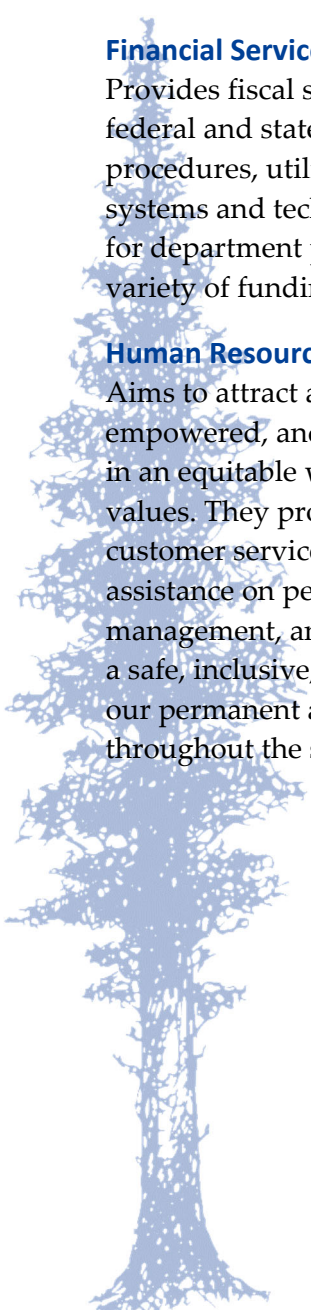 Financial Servic
Provides fiscal s
federal and state
procedures, util
systems and tec
for department
variety of fundi
Human Resourc
Aims to attract a
empowered, and
in an equitable
values. They pro
customer service
assistance on pe
management, a
a safe, inclusive,
our permanent a
throughout the s